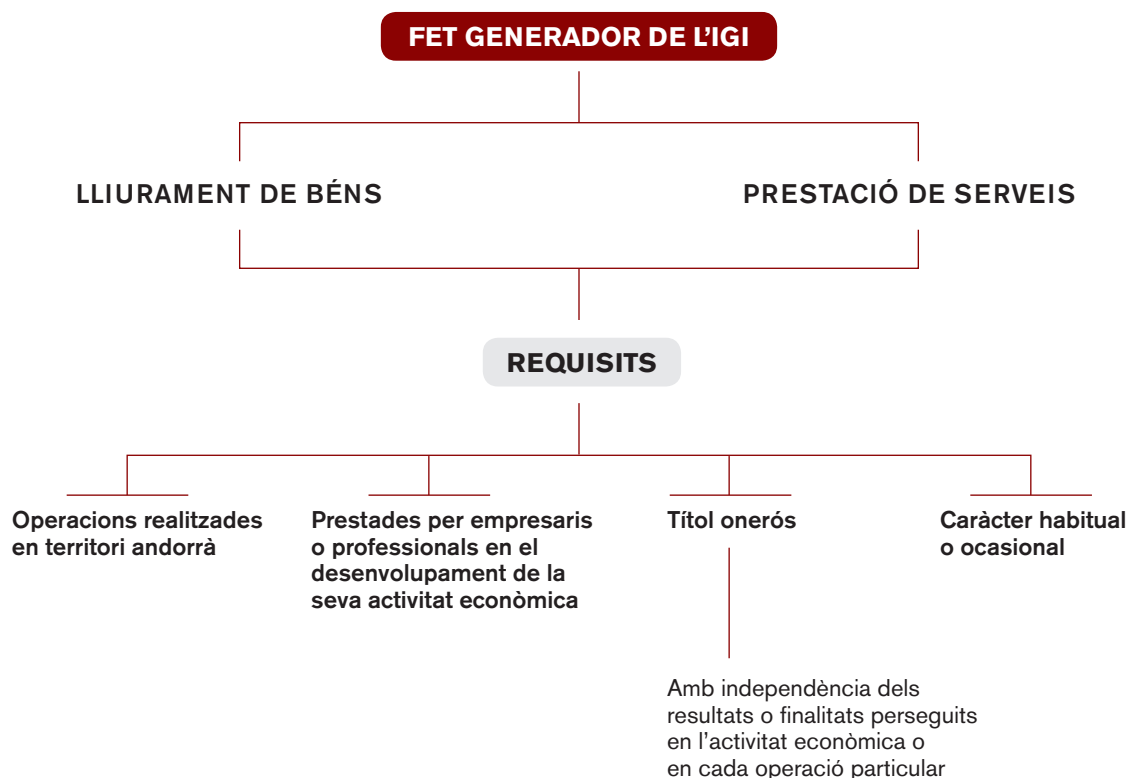 FET GENERADOR DE L’IGI
LLIURAMENT DE BÉNS
PRESTACIÓ DE SERVEIS
REQUISITS
Operacions realitzades
en territori andorrà
Prestades per empresaris
o professionals en el
desenvolupament de la
seva activitat econòmica
Títol onerós
Amb independència dels
resultats o finalitats perseguits
en l’activitat econòmica o
en cada operació particular
Caràcter habitual
o ocasional